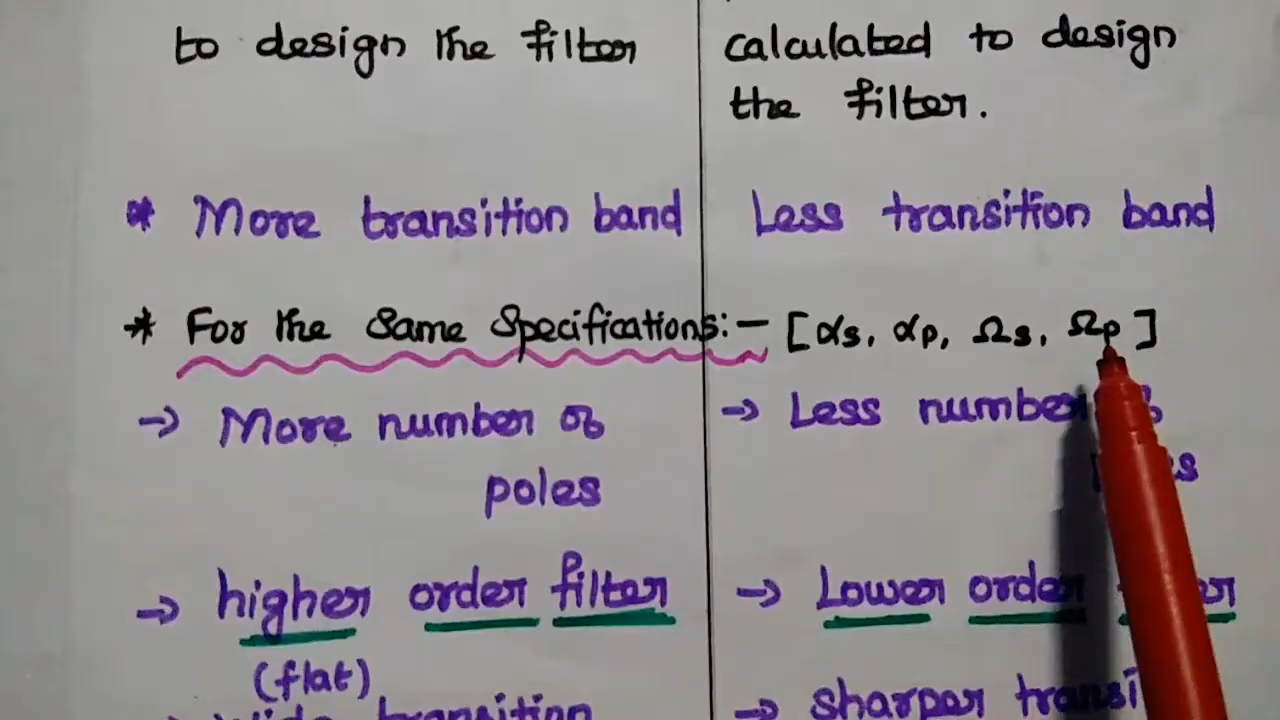 to design the filter
calculated to design
the filter.
* More transition band
Less transition band
* For the same specifications:- [αs, αp, Ωs, Ωp]
→ More number of
poles
→ Less number
→ higher order filter
(flat)
→ Lower order
transition
→ sharper